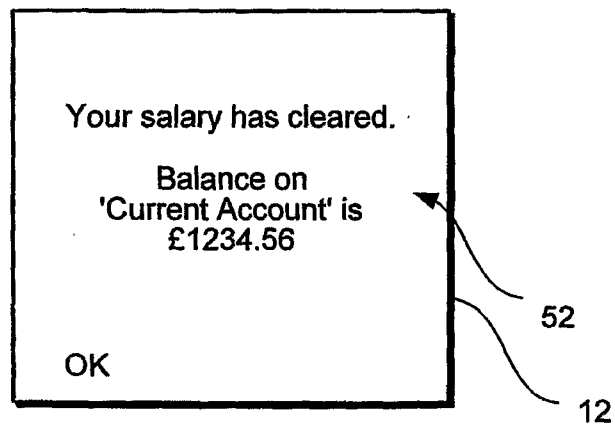 Your salary has cleared.
Balance on
'Current Account' is
£1234.56
52
OK
12